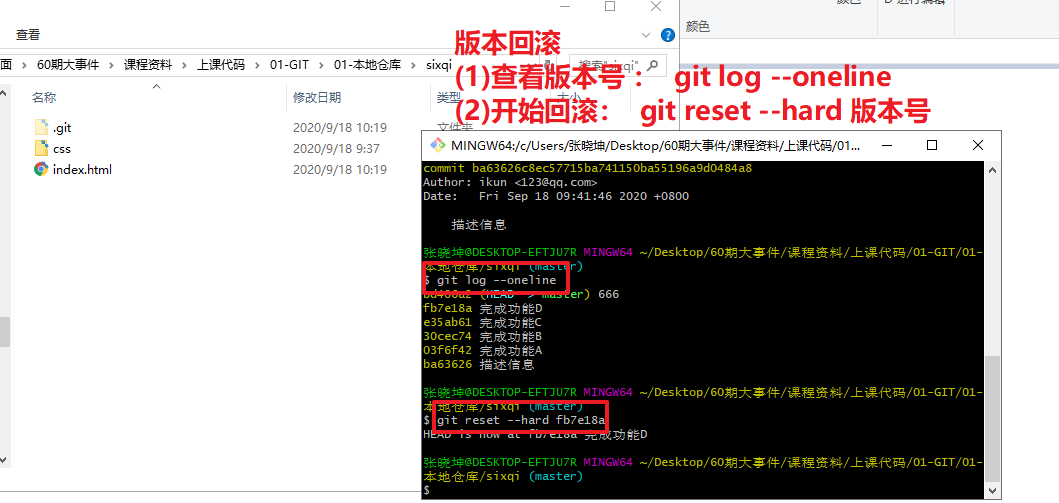 颜色
查看
颜色
版本回滚
(1)查看版本号 : git log --oneline
(2)开始回滚: git reset --hard 版本号
面 › 60期大事件 › 课程资料 › 上课代码 › 01-GIT › 01-本地仓库 › sixqi
搜索"sixqi"
名称 修改日期 类型 大小
.git 2020/9/18 10:19 文件夹
css 2020/9/18 9:37
index.html 2020/9/18 10:19
MINGW64:/c/Users/张晓坤/Desktop/60期大事件/课程资料/上课代码/01...
commit ba63626c8ec57715ba741150ba55196a9d0484a8
Author: ikun <123@qq.com>
Date: Fri Sep 18 09:41:46 2020 +0800
描述信息
张晓坤@DESKTOP-EFTJU7R MINGW64 ~/Desktop/60期大事件/课程资料/上课代码/01-GIT/01-
本地仓库/sixqi (master)
$ git log --oneline
bd486a2 (HEAD -> master) 666
fb7e18a 完成功能D
e35ab61 完成功能C
30cec74 完成功能B
03f6f42 完成功能A
ba63626 描述信息
张晓坤@DESKTOP-EFTJU7R MINGW64 ~/Desktop/60期大事件/课程资料/上课代码/01-GIT/01-
本地仓库/sixqi (master)
$ git reset --hard fb7e18a
HEAD is now at fb7e18a 完成功能D
张晓坤@DESKTOP-EFTJU7R MINGW64 ~/Desktop/60期大事件/课程资料/上课代码/01-GIT/01-
本地仓库/sixqi (master)
$